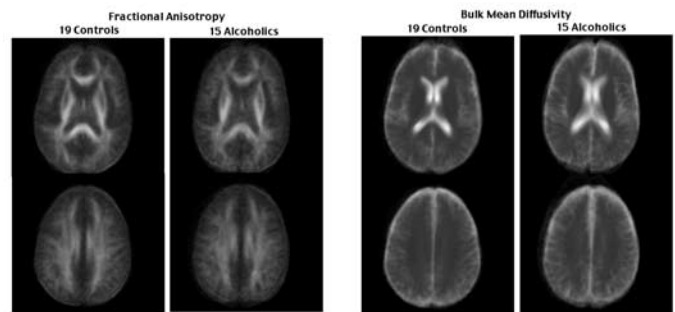 Fractional Anisotropy
19 Controls
15 Alcoholics
Bulk Mean Diffusivity
19 Controls
15 Alcoholics